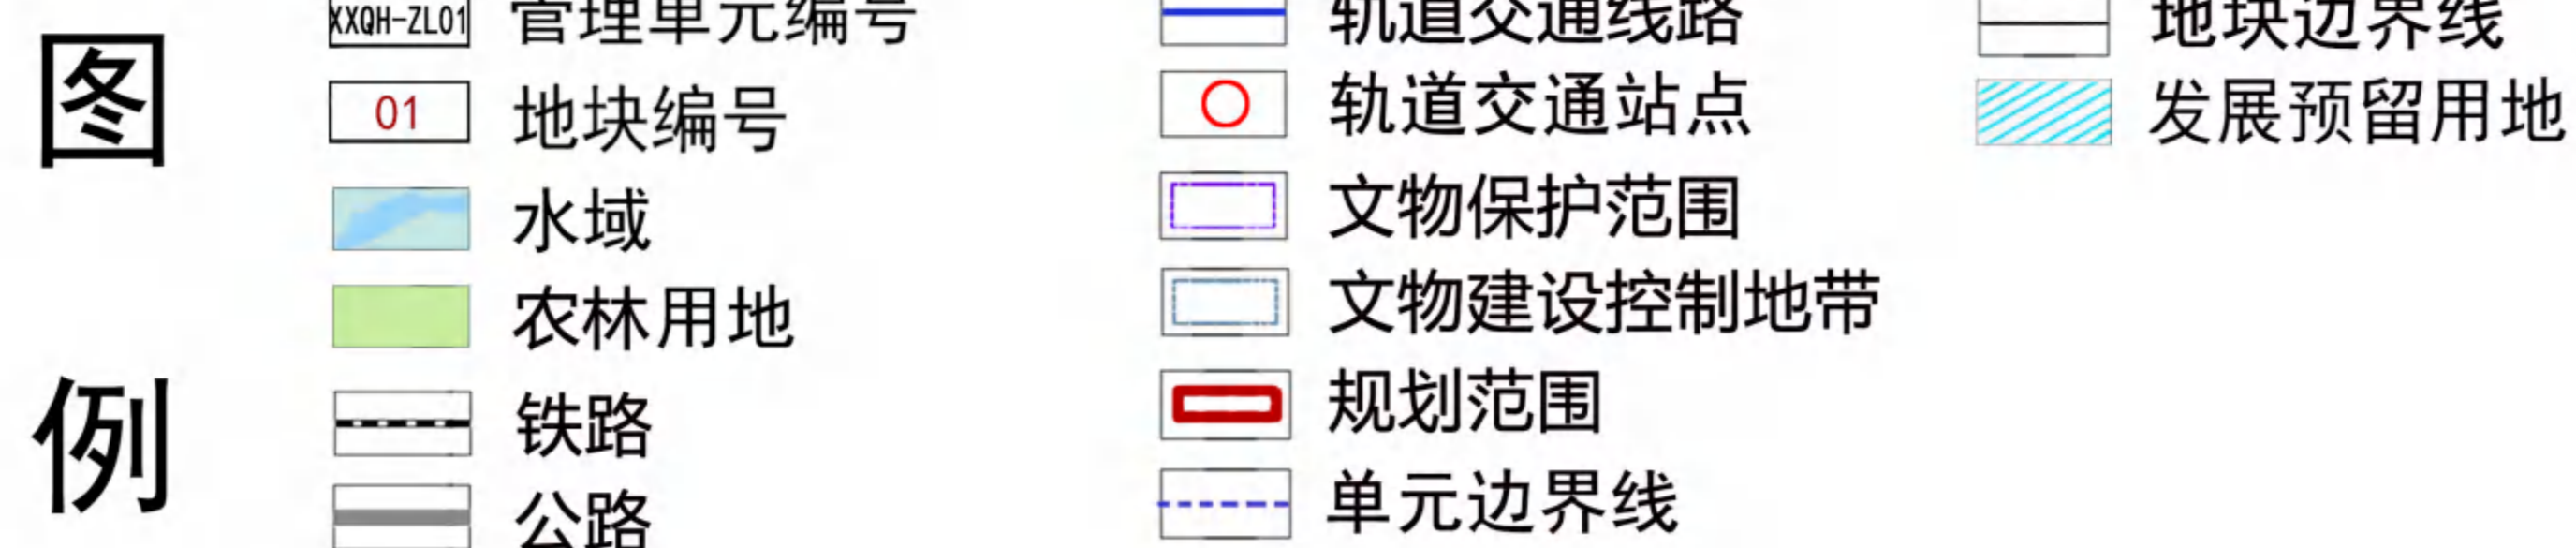 图例
XXQH-ZL01 管理单元编号
01 地块编号
水域
农林用地
铁路
公路
轨道交通线路
轨道交通站点
文物保护范围
文物建设控制地带
规划范围
单元边界线
地块边界线
发展预留用地